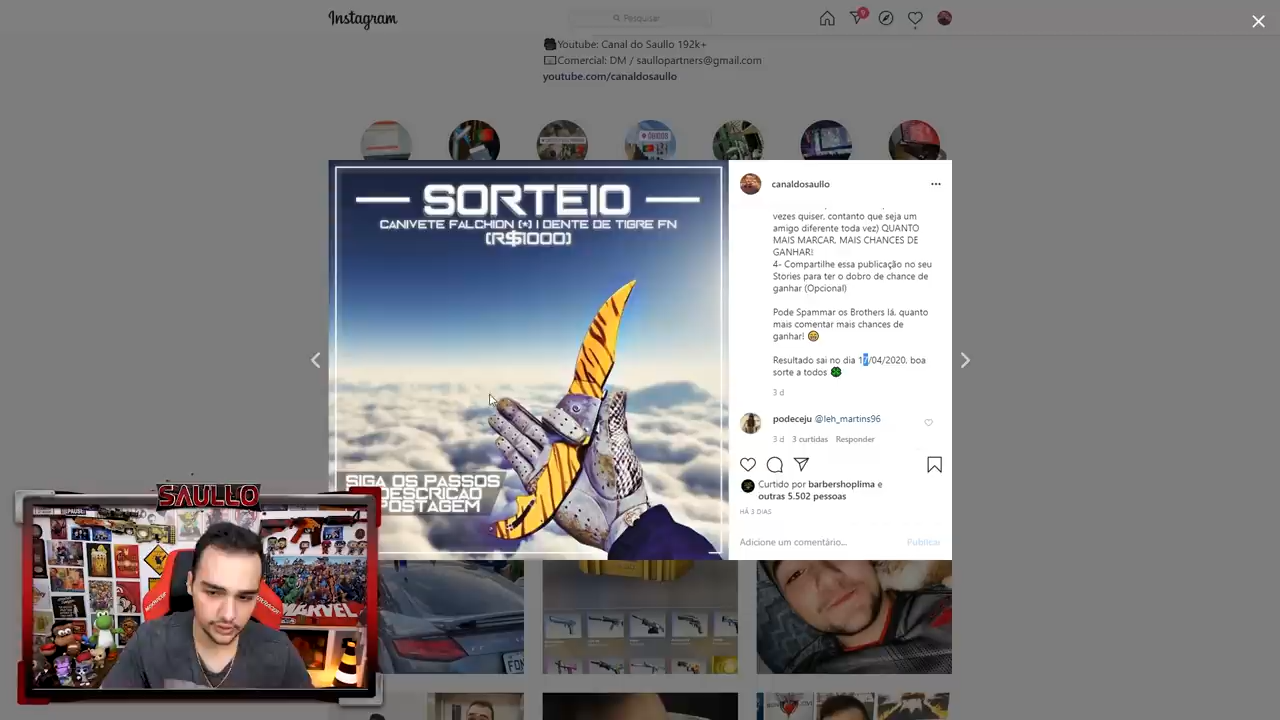 Instagram
Pesquisar
9
Youtube: Canal do Saullo 192k+
Comercial: DM / saullopartners@gmail.com
youtube.com/canaldosaullo
SORTEIO
CANIVETE FALCHION (*) | DENTE DE TIGRE FN
(R$1000)
SIGA OS PASSOS
DESCRICAO
POSTAGEM
canaldosaullo
vezes quiser, contanto que seja um
amigo diferente toda vez) QUANTO
MAIS MARCAR, MAIS CHANCES DE
GANHAR!
4- Compartilhe essa publicação no seu
Stories para ter o dobro de chance de
ganhar (Opcional)
Pode Spammar os Brothers lá, quanto
mais comentar mais chances de
ganhar!
Resultado sai no dia 17/04/2020, boa
sorte a todos
3 d
podeceju @leh_martins96
3 d 3 curtidas Responder
Curtido por barbershoplima e
outras 5.502 pessoas
HÁ 3 DIAS
Adicione um comentário...
Publicar
SAULLO
MARVEL